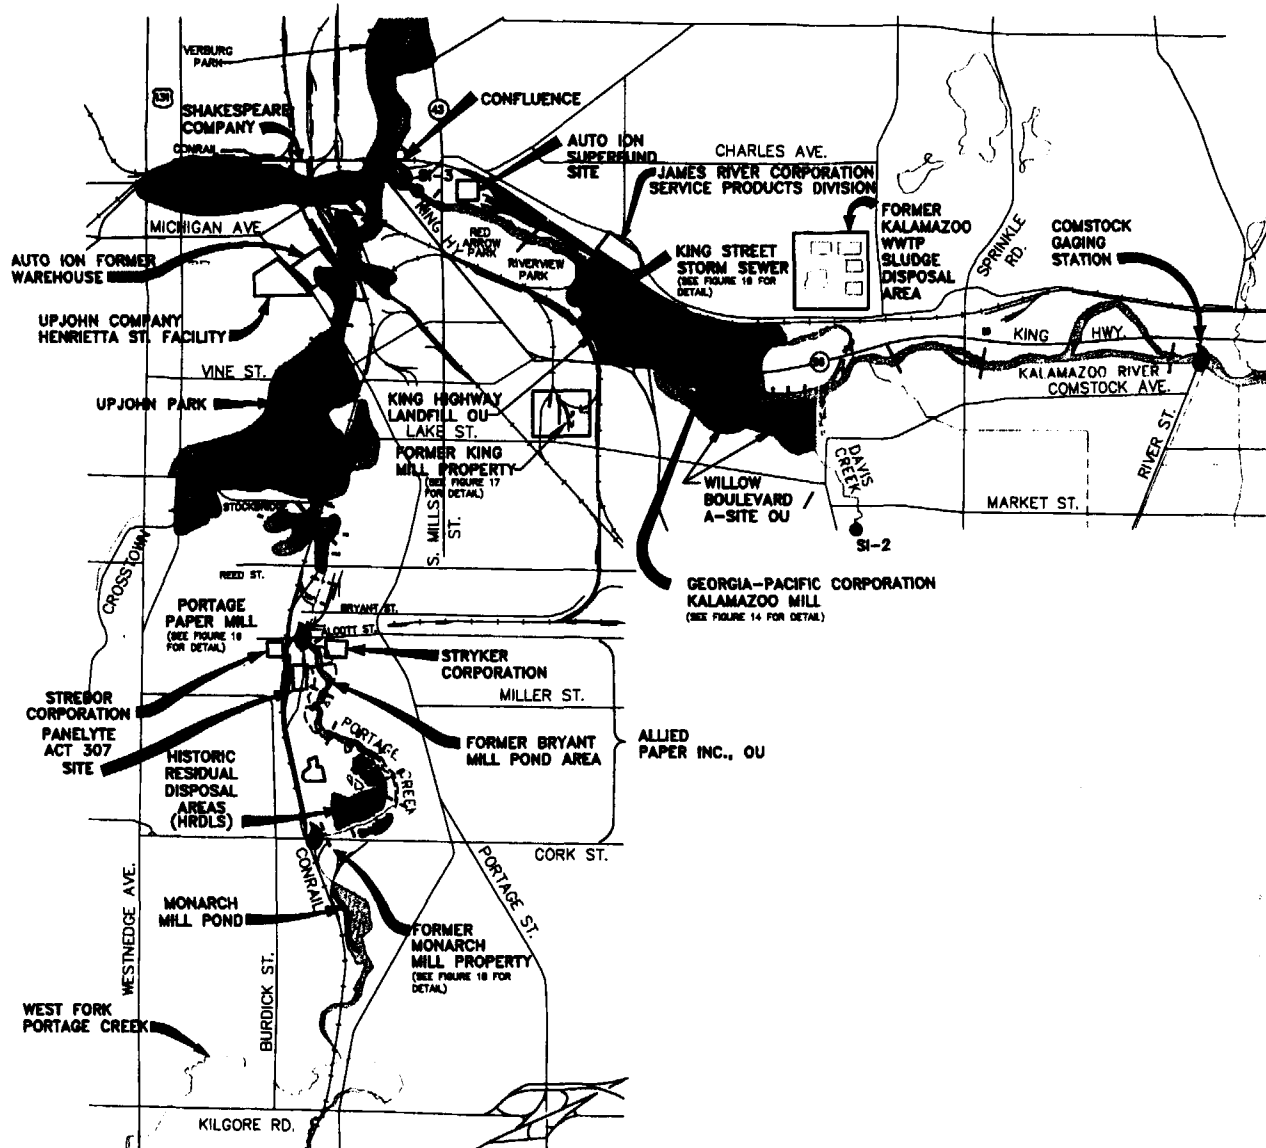 VERBURG
PARK
131
SHAKESPEARE
COMPANY
CONRAIL
43
CONFLUENCE
AUTO ION
SUPERFUND
SITE
SI-3
CHARLES AVE.
JAMES RIVER CORPORATION
SERVICE PRODUCTS DIVISION
MICHIGAN AVE.
KING HY.
RED
ARROW
PARK
RIVERVIEW
PARK
KING STREET
STORM SEWER
(SEE FIGURE 16 FOR
DETAIL)
FORMER
KALAMAZOO
WWTP
SLUDGE
DISPOSAL
AREA
SPRINKLE
RD.
COMSTOCK
GAGING
STATION
AUTO ION FORMER
WAREHOUSE
UPJOHN COMPANY
HENRIETTA ST. FACILITY
KING HWY.
KALAMAZOO RIVER
COMSTOCK AVE.
VINE ST.
UPJOHN PARK
KING HIGHWAY
LANDFILL OU
LAKE ST.
FORMER KING
MILL PROPERTY
(SEE FIGURE 17
FOR DETAIL)
WILLOW
BOULEVARD /
A-SITE OU
DAVIS
CREEK
SI-2
MARKET ST.
RIVER ST.
STOCKBRIDGE
CROSSTOWN
S. MILLS
ST.
REED ST.
GEORGIA-PACIFIC CORPORATION
KALAMAZOO MILL
(SEE FIGURE 14 FOR DETAIL)
PORTAGE
PAPER MILL
(SEE FIGURE 18
FOR DETAIL)
BRYANT ST.
ALCOTT ST.
STRYKER
CORPORATION
MILLER ST.
STREBOR
CORPORATION
PANELYTE
ACT 307
SITE
PORTAGE CREEK
FORMER BRYANT
MILL POND AREA
ALLIED
PAPER INC., OU
HISTORIC
RESIDUAL
DISPOSAL
AREAS
(HRDLS)
CORK ST.
CONRAIL
PORTAGE ST.
WESTNEDGE AVE.
MONARCH
MILL POND
FORMER
MONARCH
MILL PROPERTY
(SEE FIGURE 18 FOR
DETAIL)
BURDICK ST.
WEST FORK
PORTAGE CREEK
KILGORE RD.